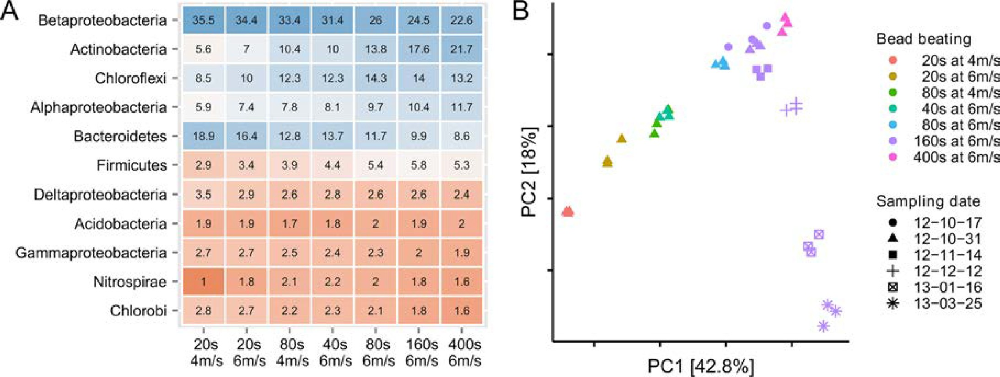 A
Betaproteobacteria 35.5 34.4 33.4 31.4 26 24.5 22.6
Actinobacteria 5.6 7 10.4 10 13.8 17.6 21.7
Chloroflexi 8.5 10 12.3 12.3 14.3 14 13.2
Alphaproteobacteria 5.9 7.4 7.8 8.1 9.7 10.4 11.7
Bacteroidetes 18.9 16.4 12.8 13.7 11.7 9.9 8.6
Firmicutes 2.9 3.4 3.9 4.4 5.4 5.8 5.3
Deltaproteobacteria 3.5 2.9 2.6 2.8 2.6 2.6 2.4
Acidobacteria 1.9 1.9 1.7 1.8 2 1.9 2
Gammaproteobacteria 2.7 2.7 2.5 2.4 2.3 2 1.9
Nitrospirae 1 1.8 2.1 2.2 2 1.8 1.6
Chlorobi 2.8 2.7 2.2 2.3 2.1 1.8 1.6
20s 20s 80s 40s 80s 160s 400s
4m/s 6m/s 4m/s 6m/s 6m/s 6m/s 6m/s
B
PC2 [18%]
PC1 [42.8%]
Bead beating
20s at 4m/s
20s at 6m/s
80s at 4m/s
40s at 6m/s
80s at 6m/s
160s at 6m/s
400s at 6m/s
Sampling date
12−10−17
12−10−31
12−11−14
12−12−12
13−01−16
13−03−25